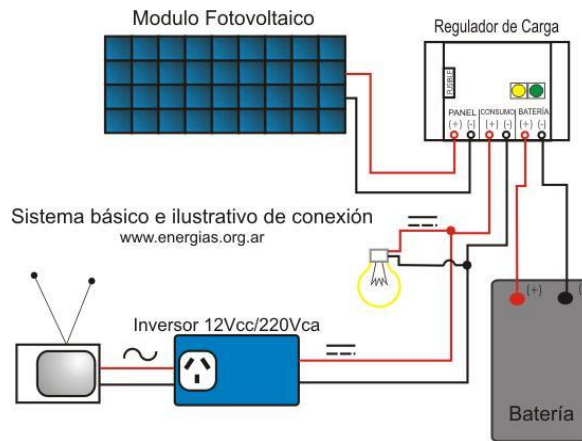 Modulo Fotovoltaico
Regulador de Carga
FUSIBLE
PANEL CONSUMO BATERÍA
(+) (-) (+) (-) (+) (-)
Sistema básico e ilustrativo de conexión
www.energias.org.ar
(+)
Inversor 12Vcc/220Vca
Batería